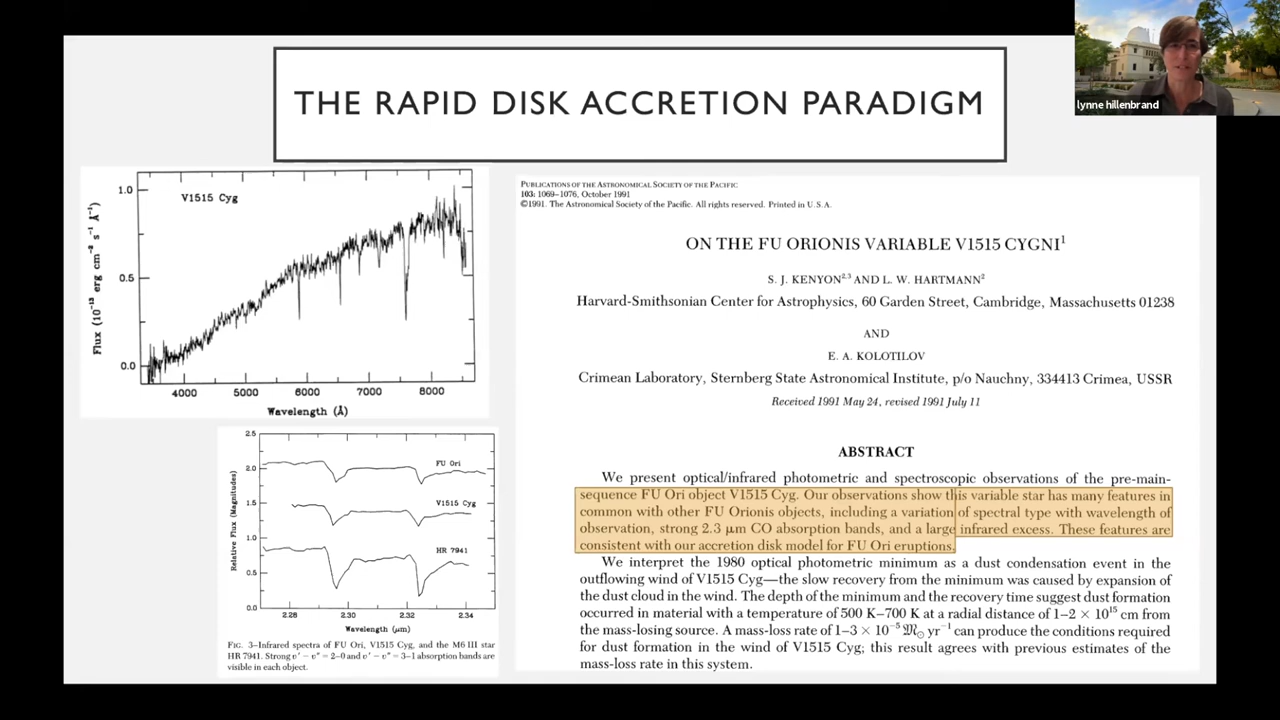 lynne hillenbrand
THE RAPID DISK ACCRETION PARADIGM
V1515 Cyg
1.0
0.5
0.0
Flux (10⁻¹³ erg cm⁻² s⁻¹ Å⁻¹)
4000 5000 6000 7000 8000
Wavelength (Å)
2.5
2.0
1.5
1.0
0.5
0.0
Relative Flux (Magnitudes)
FU Ori
V1515 Cyg
HR 7941
2.28 2.30 2.32 2.34
Wavelength (μm)
FIG. 3–Infrared spectra of FU Ori, V1515 Cyg, and the M6 III star
HR 7941. Strong v′ − v″ = 2–0 and v′ − v″ = 3–1 absorption bands are
visible in each object.
PUBLICATIONS OF THE ASTRONOMICAL SOCIETY OF THE PACIFIC
103: 1069–1076, October 1991
©1991. The Astronomical Society of the Pacific. All rights reserved. Printed in U.S.A.
ON THE FU ORIONIS VARIABLE V1515 CYGNI¹
S. J. KENYON²,³ AND L. W. HARTMANN²
Harvard-Smithsonian Center for Astrophysics, 60 Garden Street, Cambridge, Massachusetts 01238
AND
E. A. KOLOTILOV
Crimean Laboratory, Sternberg State Astronomical Institute, p/o Nauchny, 334413 Crimea, USSR
Received 1991 May 24, revised 1991 July 11
ABSTRACT
We present optical/infrared photometric and spectroscopic observations of the pre-main-
sequence FU Ori object V1515 Cyg. Our observations show this variable star has many features in
common with other FU Orionis objects, including a variation of spectral type with wavelength of
observation, strong 2.3 μm CO absorption bands, and a large infrared excess. These features are
consistent with our accretion disk model for FU Ori eruptions.
We interpret the 1980 optical photometric minimum as a dust condensation event in the
outflowing wind of V1515 Cyg—the slow recovery from the minimum was caused by expansion of
the dust cloud in the wind. The depth of the minimum and the recovery time suggest dust formation
occurred in material with a temperature of 500 K–700 K at a radial distance of 1–2 × 10¹⁵ cm from
the mass-losing source. A mass-loss rate of 1–3 × 10⁻⁵ 𝔐⊙ yr⁻¹ can produce the conditions required
for dust formation in the wind of V1515 Cyg; this result agrees with previous estimates of the
mass-loss rate in this system.